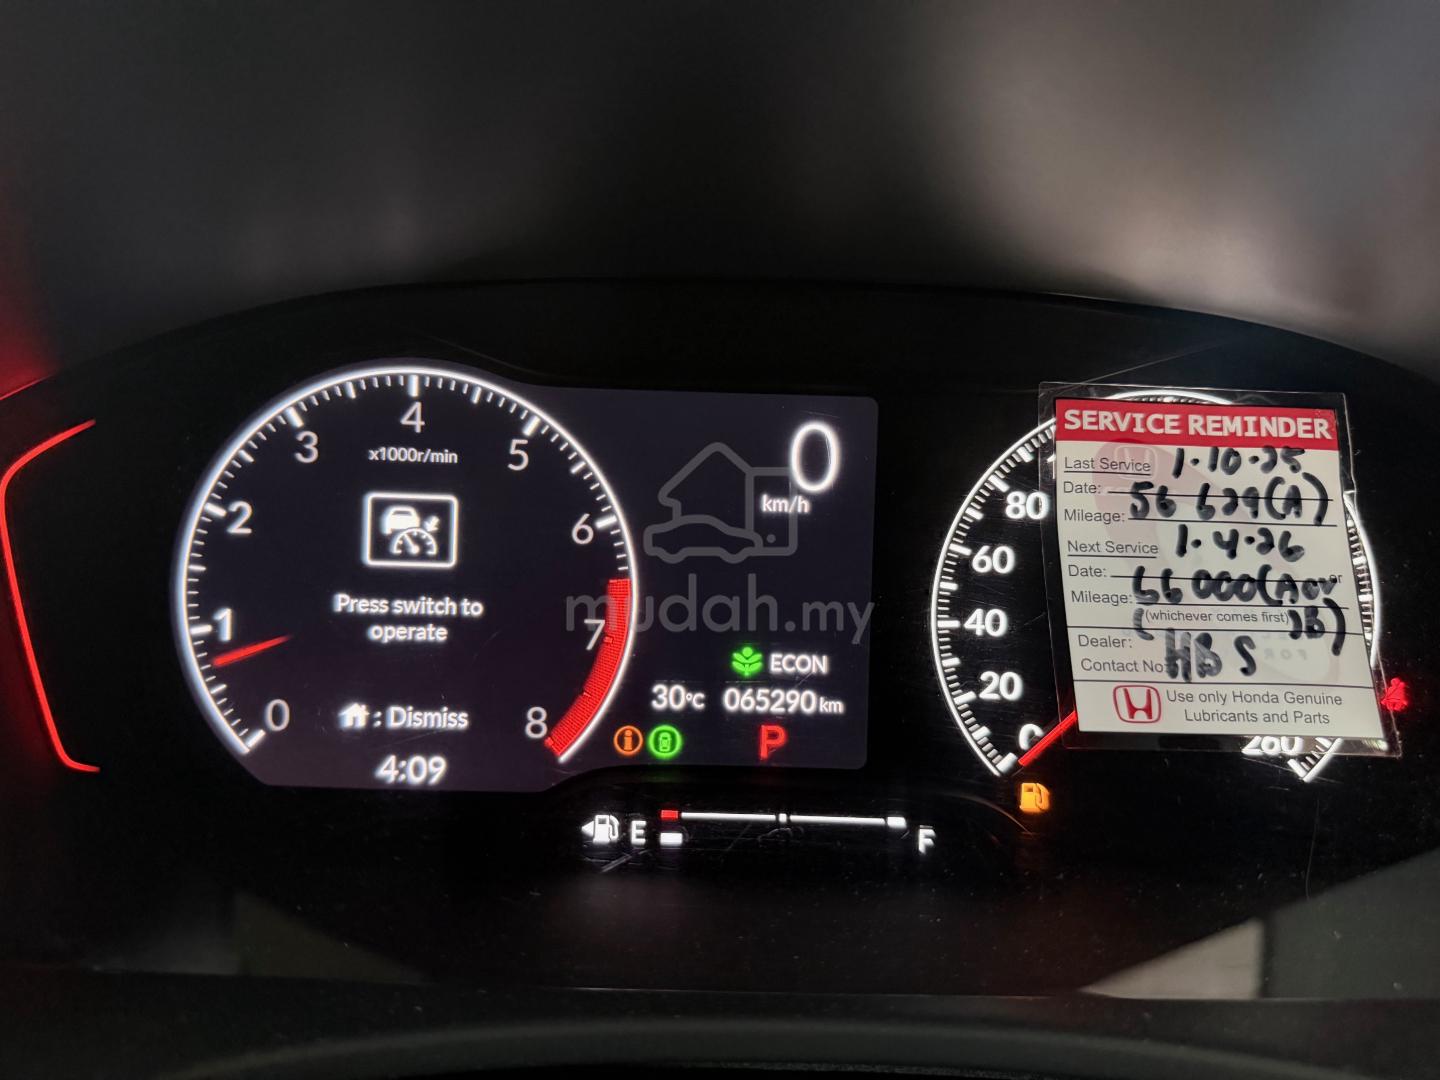 4
3
5
x1000r/min
2
6
Press switch to
operate
1
7
0
8
: Dismiss
4:09
0
km/h
mudah.my
ECON
30°C
065290 km
P
E
F
80
60
40
20
0
260
SERVICE REMINDER
Last Service 1.10.25
Date:
Mileage: 56 629(A)
Next Service 1.4.26
Date:
Mileage: 66 000(A or
or
(whichever comes first) B)
Dealer: HBS
Contact No:
Use only Honda Genuine
Lubricants and Parts